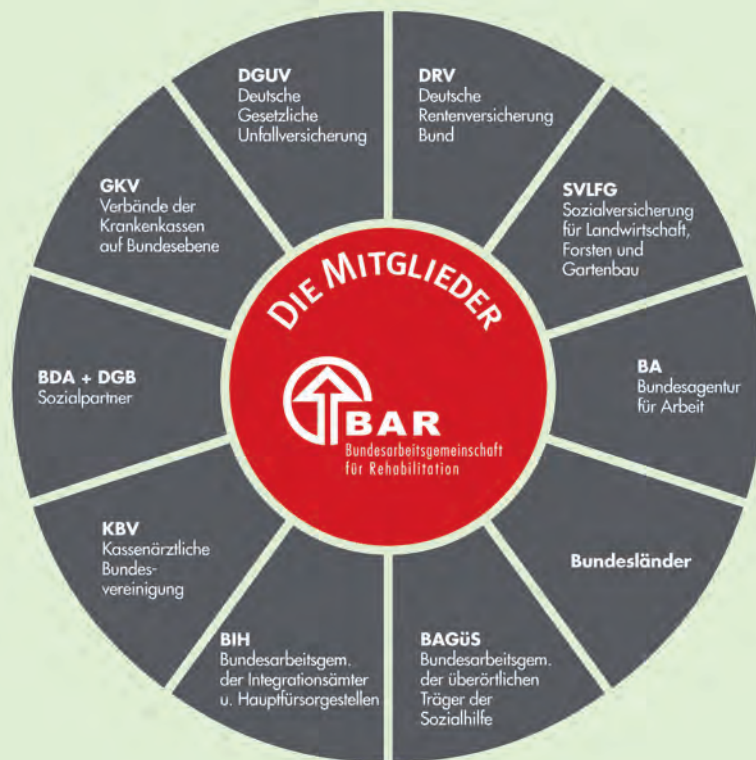 DGUV
Deutsche
Gesetzliche
Unfallversicherung
DRV
Deutsche
Rentenversicherung
Bund
SVLFG
Sozialversicherung
für Landwirtschaft,
Forsten und
Gartenbau
BA
Bundesagentur
für Arbeit
Bundesländer
BAGüS
Bundesarbeitsgem.
der überörtlichen
Träger der
Sozialhilfe
BIH
Bundesarbeitsgem.
der Integrationsämter
u. Hauptfürsorgestellen
KBV
Kassenärztliche
Bundes-
vereinigung
BDA + DGB
Sozialpartner
GKV
Verbände der
Krankenkassen
auf Bundesebene
DIE MITGLIEDER
BAR
Bundesarbeitsgemeinschaft
für Rehabilitation